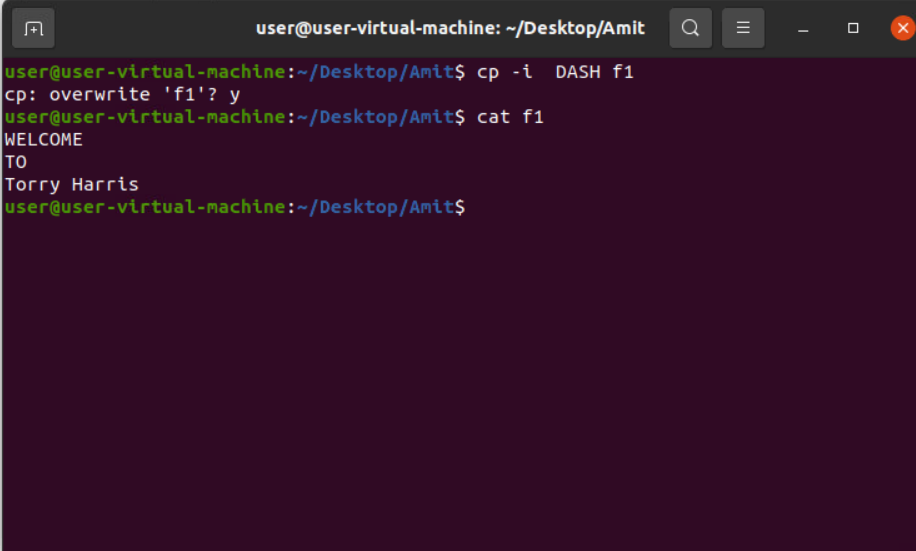 user@user-virtual-machine: ~/Desktop/Amit
user@user-virtual-machine:~/Desktop/Amit$ cp -i  DASH f1
cp: overwrite 'f1'? y
user@user-virtual-machine:~/Desktop/Amit$ cat f1
WELCOME
TO
Torry Harris
user@user-virtual-machine:~/Desktop/Amit$